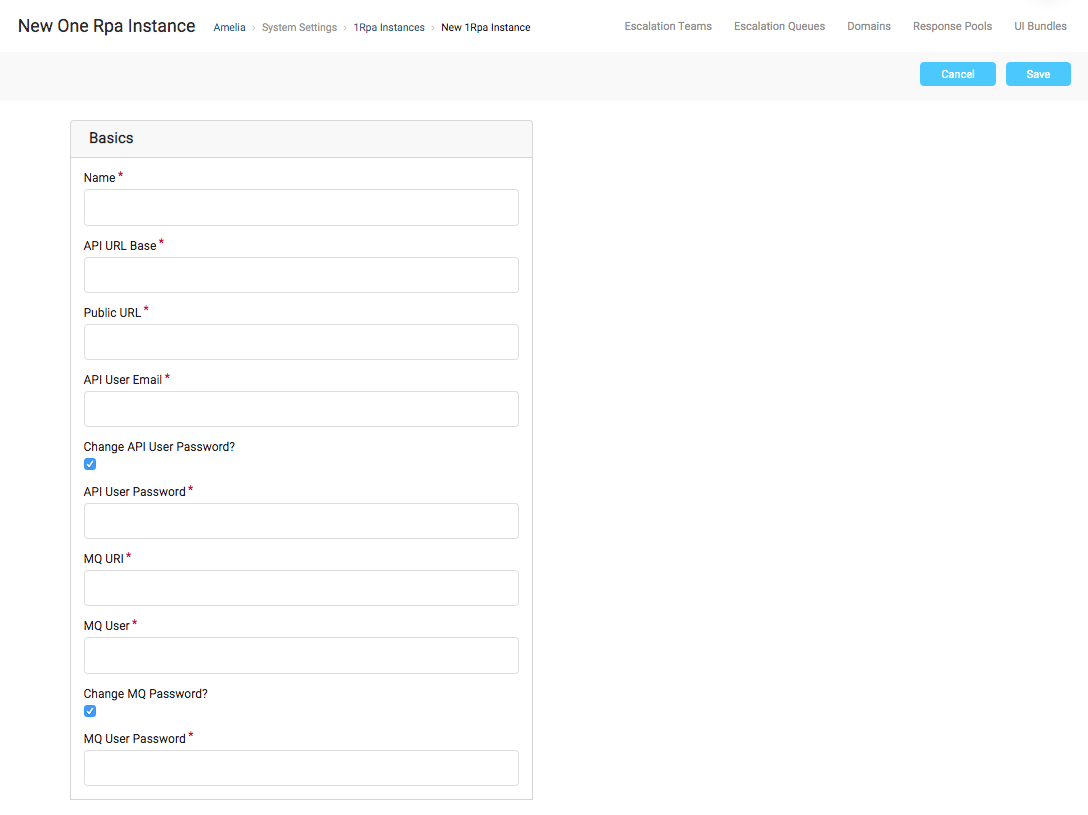 New One Rpa Instance Amelia › System Settings › 1Rpa Instances › New 1Rpa Instance Escalation Teams Escalation Queues Domains Response Pools UI Bundles
Cancel Save
Basics
Name *
API URL Base *
Public URL *
API User Email *
Change API User Password?
API User Password *
MQ URI *
MQ User *
Change MQ Password?
MQ User Password *